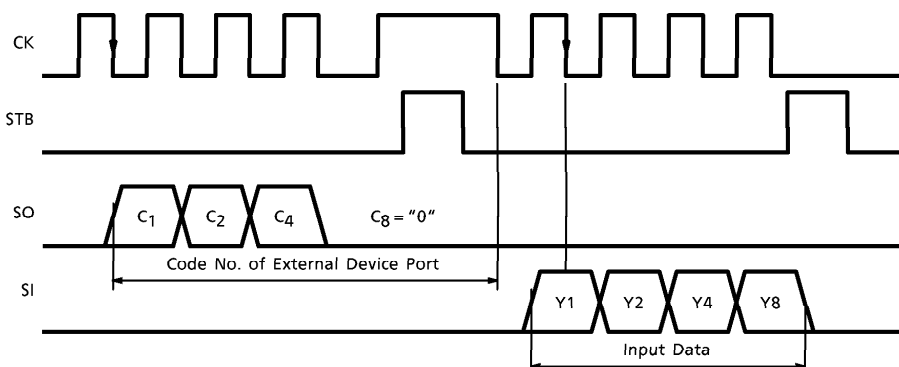 CK
STB
SO
C1 C2 C4 C8 = "0"
Code No. of External Device Port
SI
Y1 Y2 Y4 Y8
Input Data